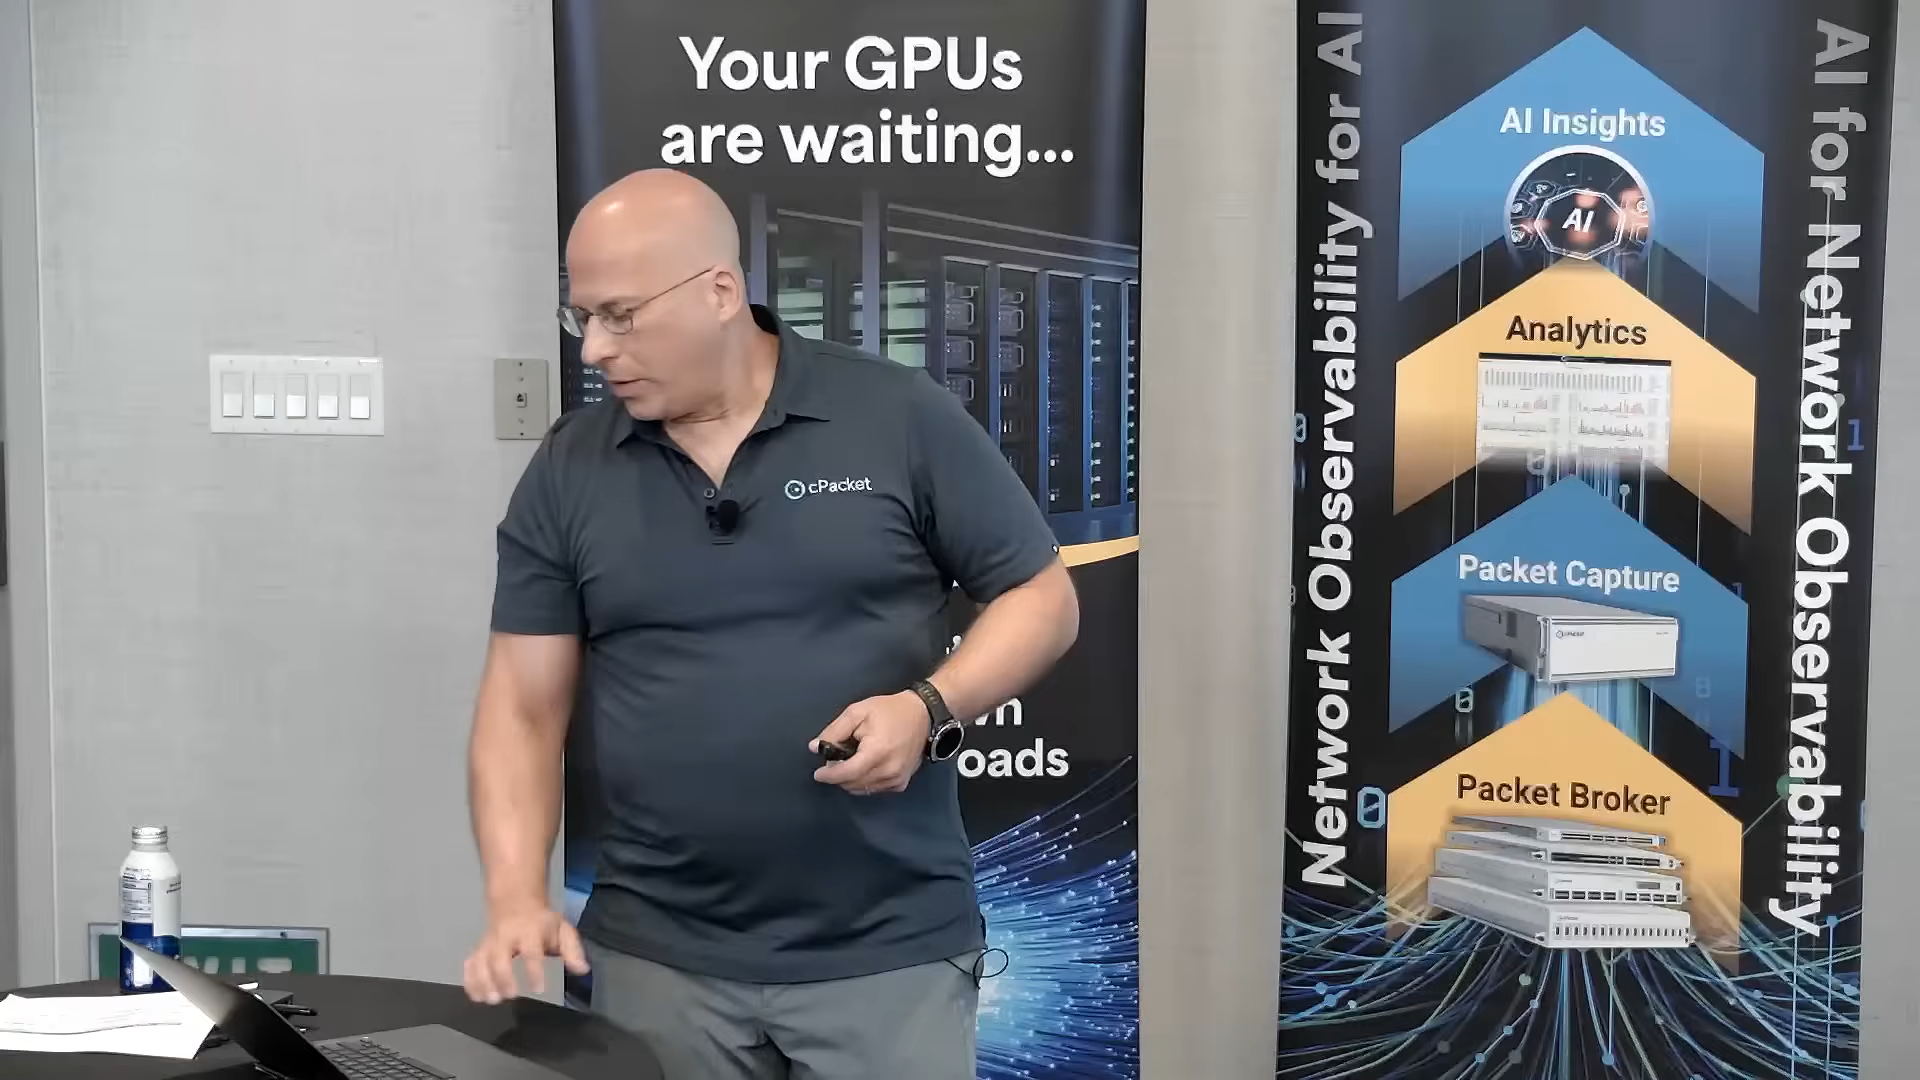 Your GPUs
are waiting...
oads
cPacket
Network Observability for AI
AI Insights
AI
Analytics
Packet Capture
Packet Broker
AI for Network Observability